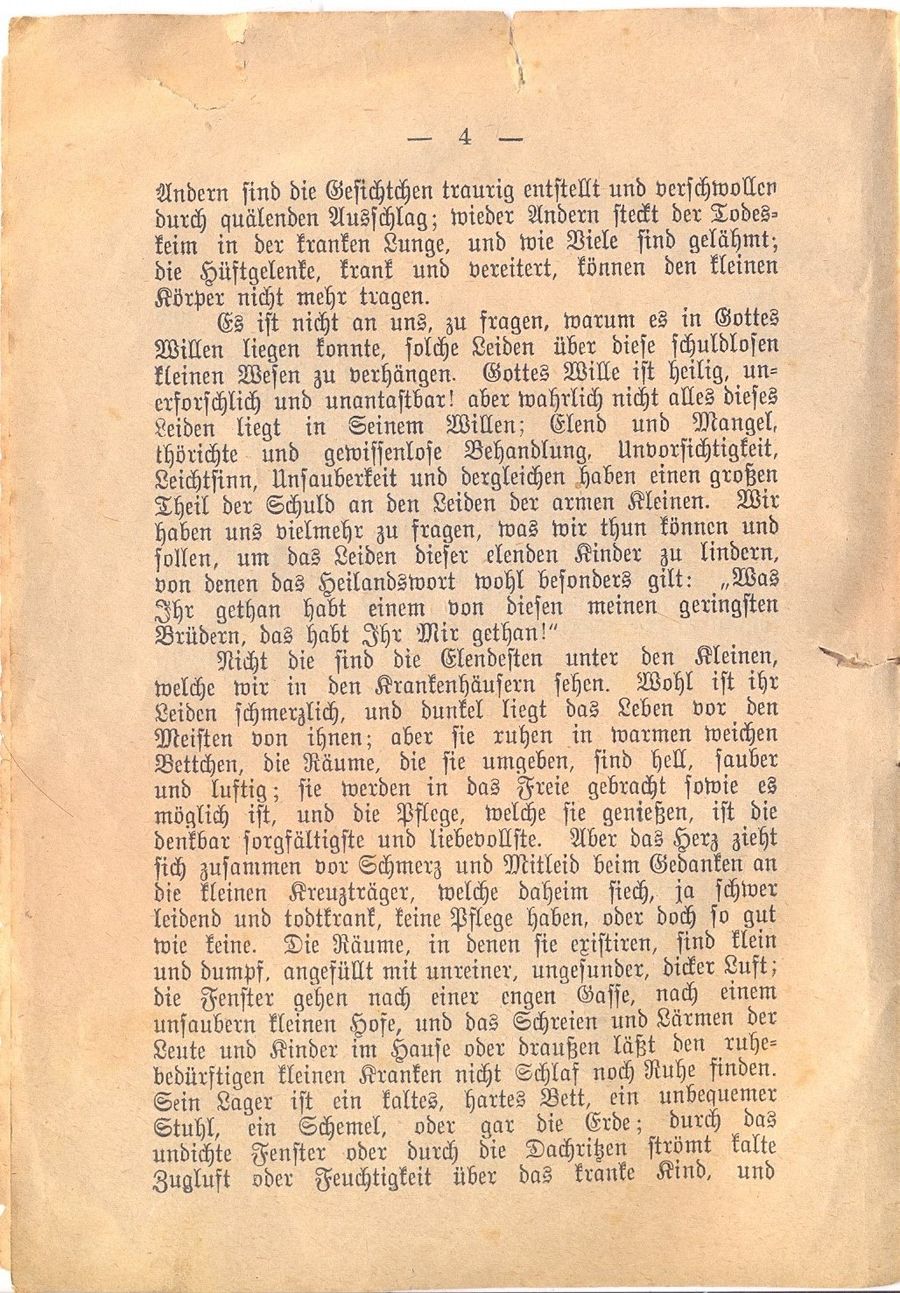 — 4 —
Andern sind die Gesichtchen traurig entstellt und verschwollen
durch quälenden Ausschlag; wieder Andern steckt der Todes-
keim in der kranken Lunge, und wie Viele sind gelähmt;
die Hüftgelenke, krank und vereitert, können den kleinen
Körper nicht mehr tragen.
Es ist nicht an uns, zu fragen, warum es in Gottes
Willen liegen konnte, solche Leiden über diese schuldlosen
kleinen Wesen zu verhängen. Gottes Wille ist heilig, un-
erforschlich und unantastbar! aber wahrlich nicht alles dieses
Leiden liegt in Seinem Willen; Elend und Mangel,
thörichte und gewissenlose Behandlung, Unvorsichtigkeit,
Leichtsinn, Unsauberkeit und dergleichen haben einen großen
Theil der Schuld an den Leiden der armen Kleinen. Wir
haben uns vielmehr zu fragen, was wir thun können und
sollen, um das Leiden dieser elenden Kinder zu lindern,
von denen das Heilandswort wohl besonders gilt: „Was
Ihr gethan habt einem von diesen meinen geringsten
Brüdern, das habt Ihr Mir gethan!“
Nicht die sind die Elendesten unter den Kleinen,
welche wir in den Krankenhäusern sehen. Wohl ist ihr
Leiden schmerzlich, und dunkel liegt das Leben vor den
Meisten von ihnen; aber sie ruhen in warmen weichen
Bettchen, die Räume, die sie umgeben, sind hell, sauber
und luftig; sie werden in das Freie gebracht sowie es
möglich ist, und die Pflege, welche sie genießen, ist die
denkbar sorgfältigste und liebevollste. Aber das Herz zieht
sich zusammen vor Schmerz und Mitleid beim Gedanken an
die kleinen Kreuzträger, welche daheim siech, ja schwer
leidend und todtkrank, keine Pflege haben, oder doch so gut
wie keine. Die Räume, in denen sie existiren, sind klein
und dumpf, angefüllt mit unreiner, ungesunder, dicker Luft;
die Fenster gehen nach einer engen Gasse, nach einem
unsaubern kleinen Hofe, und das Schreien und Lärmen der
Leute und Kinder im Hause oder draußen läßt den ruhe-
bedürftigen kleinen Kranken nicht Schlaf noch Ruhe finden.
Sein Lager ist ein kaltes, hartes Bett, ein unbequemer
Stuhl, ein Schemel, oder gar die Erde; durch das
undichte Fenster oder durch die Dachritzen strömt kalte
Zugluft oder Feuchtigkeit über das kranke Kind, und